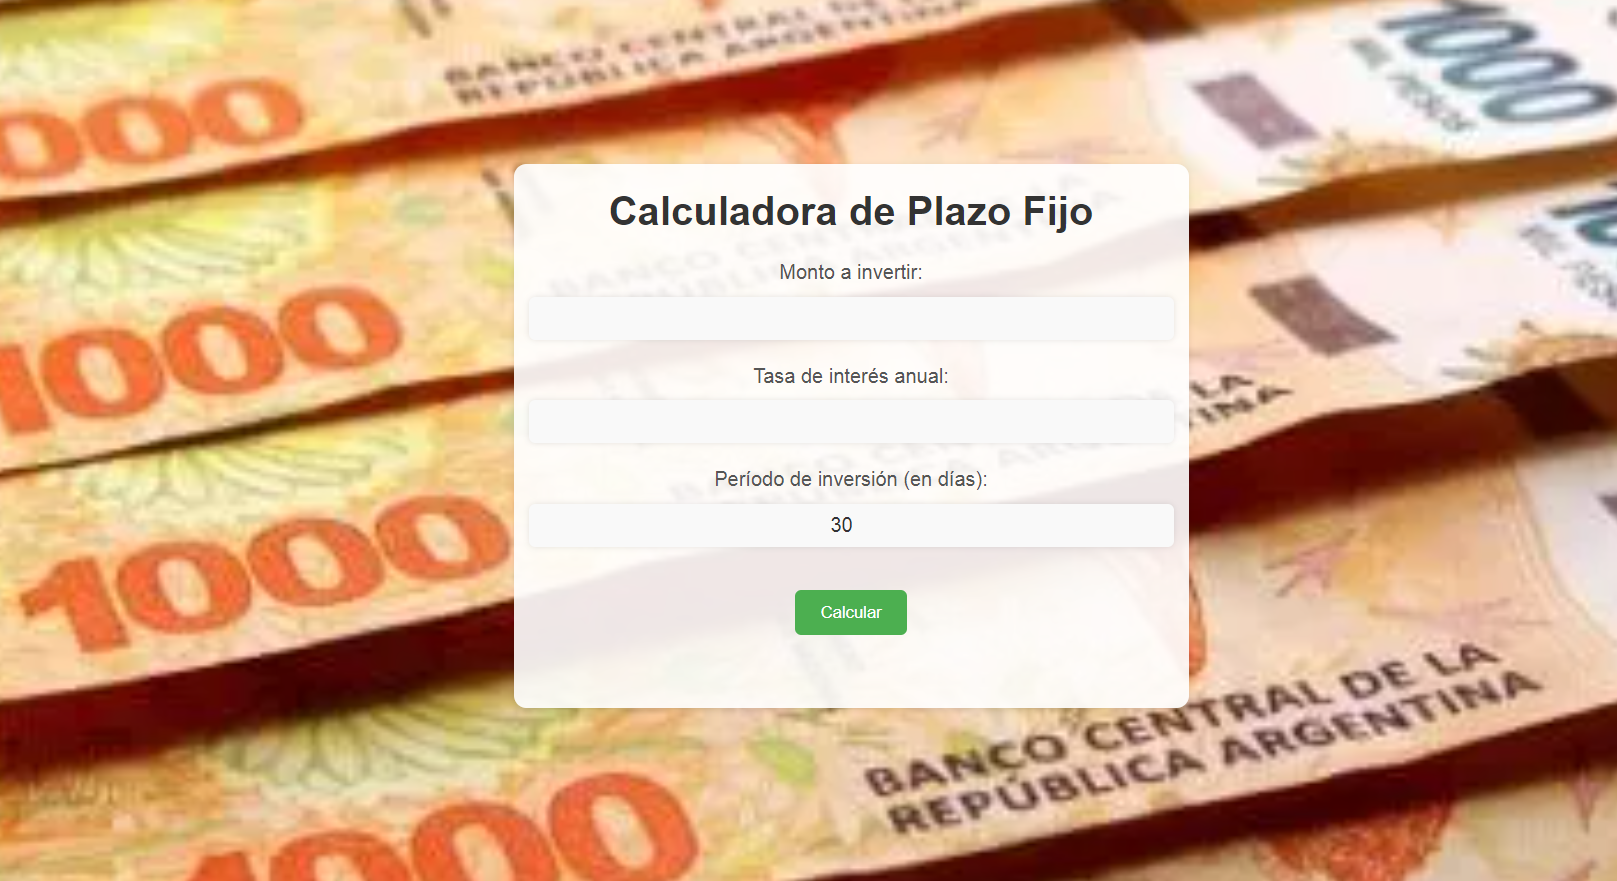 BANCO CENTRAL DE
REPÚBLICA ARGENTINA
1000
MIL PESOS
000
Calculadora de Plazo Fijo
Monto a invertir:
1000
Tasa de interés anual:
LA
ARGENTINA
Período de inversión (en días):
30
1000
Calcular
BANCO CENTRAL DE LA
REPÚBLICA ARGENTINA
1000